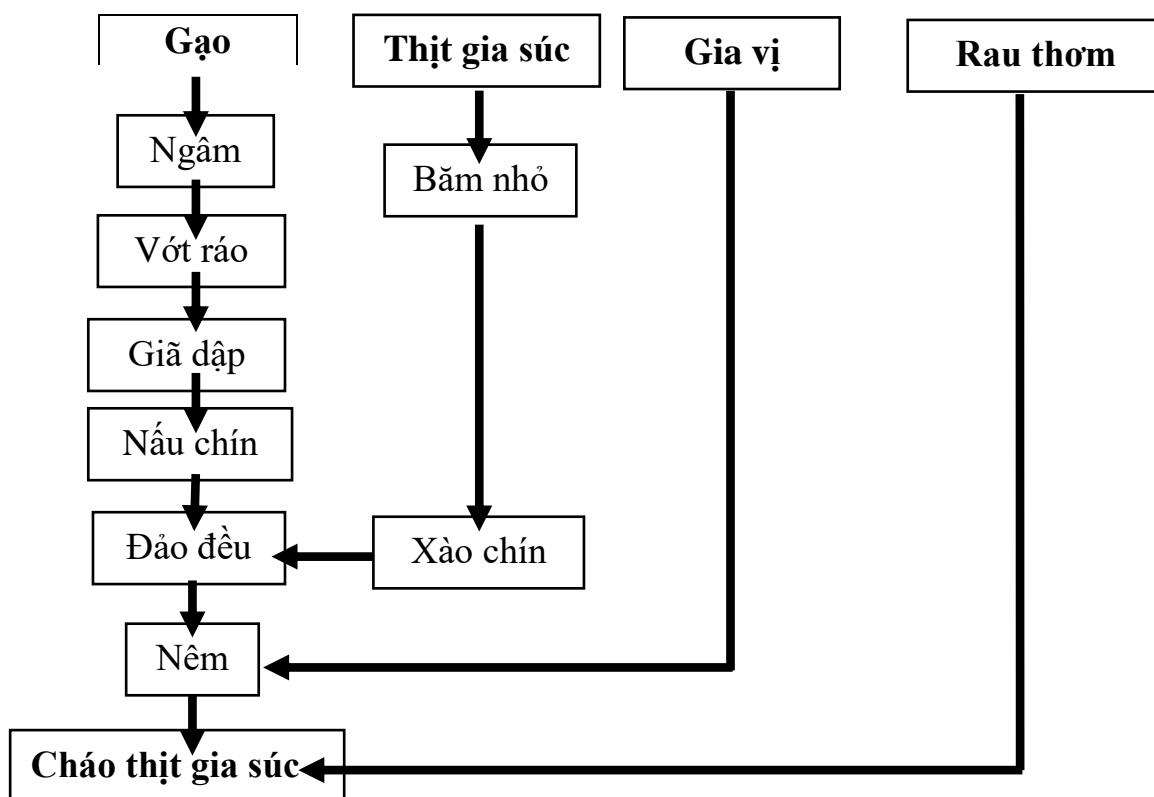 Gạo
Thịt gia súc
Gia vị
Rau thơm
Ngâm
Băm nhỏ
Vớt ráo
Giã dập
Nấu chín
Đảo đều
Xào chín
Nêm
Cháo thịt gia súc